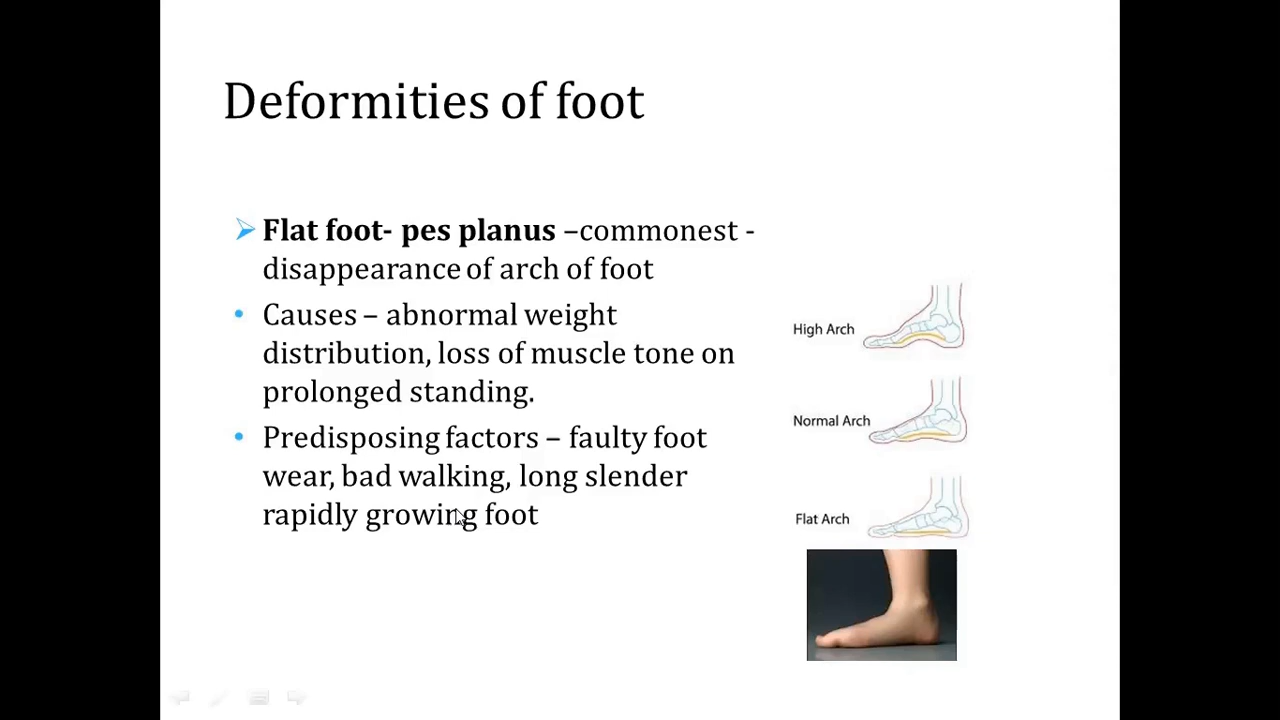 Deformities of foot
➢ Flat foot- pes planus –commonest -
disappearance of arch of foot
• Causes – abnormal weight
distribution, loss of muscle tone on
prolonged standing.
• Predisposing factors – faulty foot
wear, bad walking, long slender
rapidly growing foot
High Arch
Normal Arch
Flat Arch